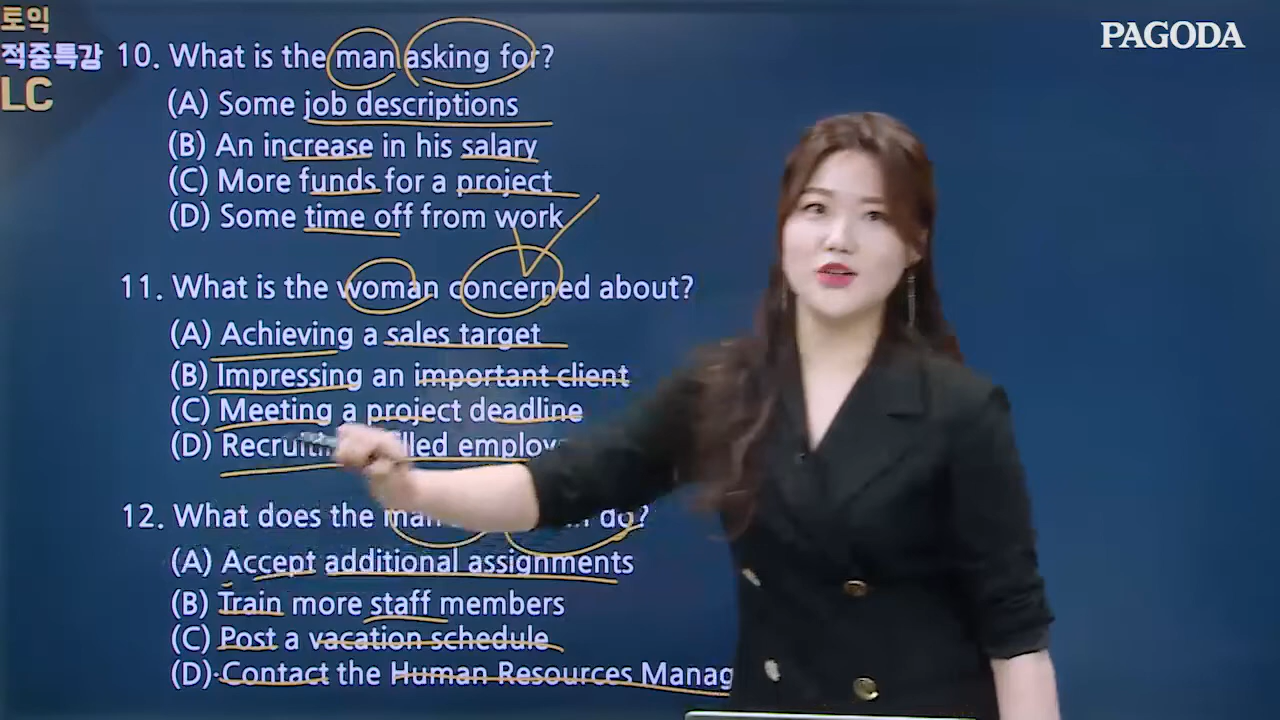 토익
적중특강
LC
PAGODA
10. What is the man asking for?
(A) Some job descriptions
(B) An increase in his salary
(C) More funds for a project
(D) Some time off from work
11. What is the woman concerned about?
(A) Achieving a sales target
(B) Impressing an important client
(C) Meeting a project deadline
(D)
12. What does the do?
(A) Accept additional assignments
(B) Train more staff members
(C) Post a vacation schedule
(D) Contact the Human Resources Manag